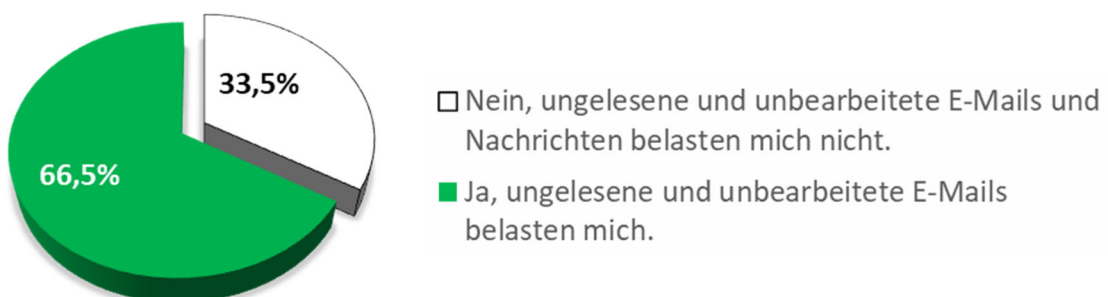 33,5%
66,5%
Nein, ungelesene und unbearbeitete E-Mails und
Nachrichten belasten mich nicht.
Ja, ungelesene und unbearbeitete E-Mails
belasten mich.